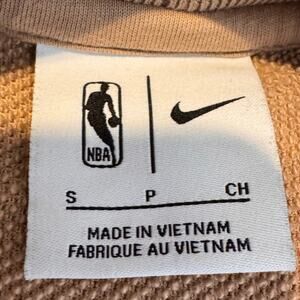 NBA
S P CH
MADE IN VIETNAM
FABRIQUE AU VIETNAM